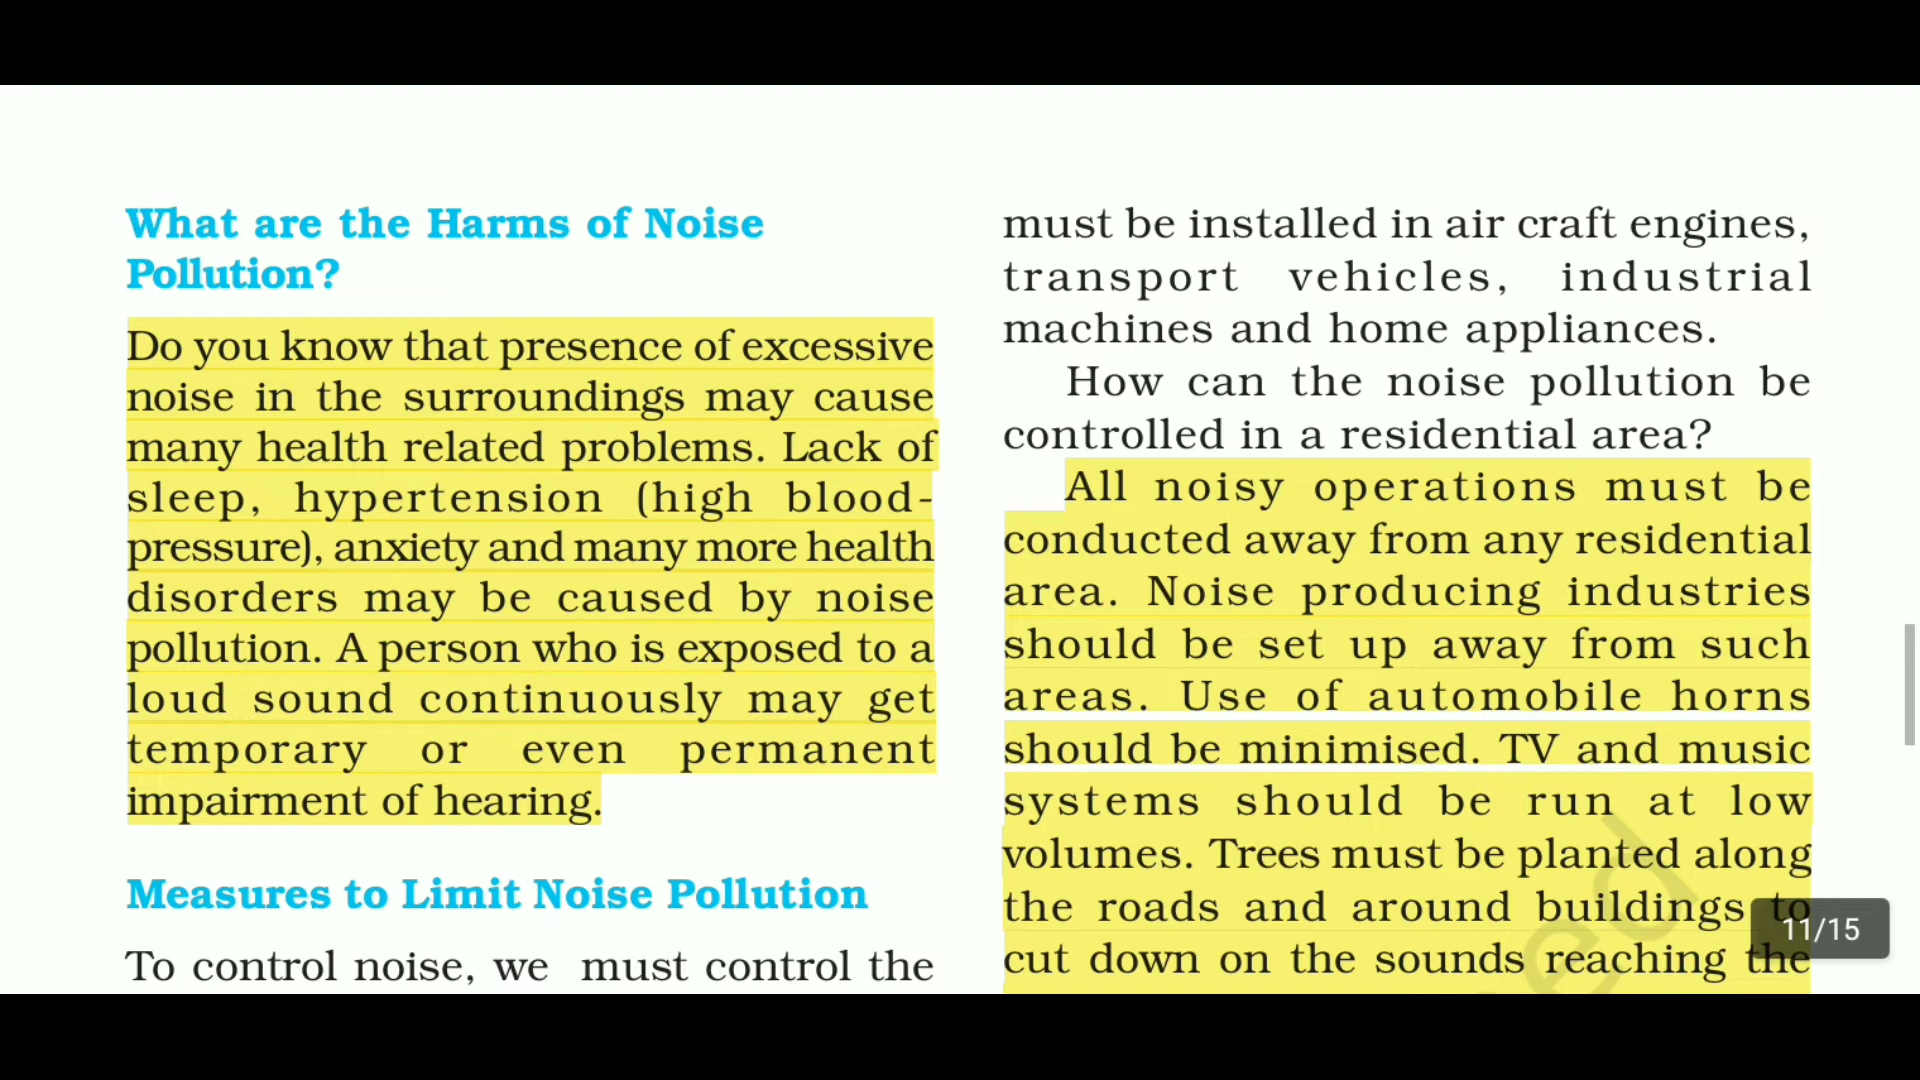 What are the Harms of Noise
Pollution?
Do you know that presence of excessive
noise in the surroundings may cause
many health related problems. Lack of
sleep, hypertension (high blood-
pressure), anxiety and many more health
disorders may be caused by noise
pollution. A person who is exposed to a
loud sound continuously may get
temporary or even permanent
impairment of hearing.
Measures to Limit Noise Pollution
To control noise, we must control the
must be installed in air craft engines,
transport vehicles, industrial
machines and home appliances.
How can the noise pollution be
controlled in a residential area?
All noisy operations must be
conducted away from any residential
area. Noise producing industries
should be set up away from such
areas. Use of automobile horns
should be minimised. TV and music
systems should be run at low
volumes. Trees must be planted along
the roads and around buildings to
cut down on the sounds reaching the
11/15